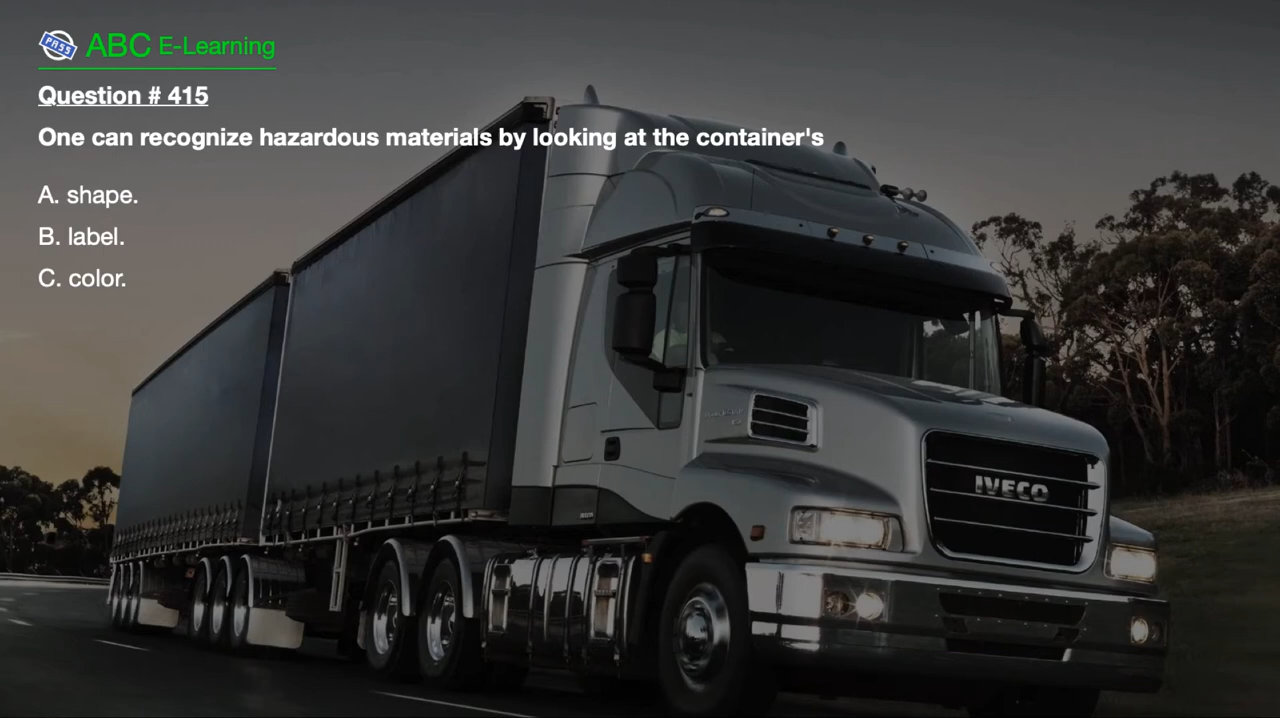 PASS ABC E-Learning
Question # 415
One can recognize hazardous materials by looking at the container's
A. shape.
B. label.
C. color.
IVECO